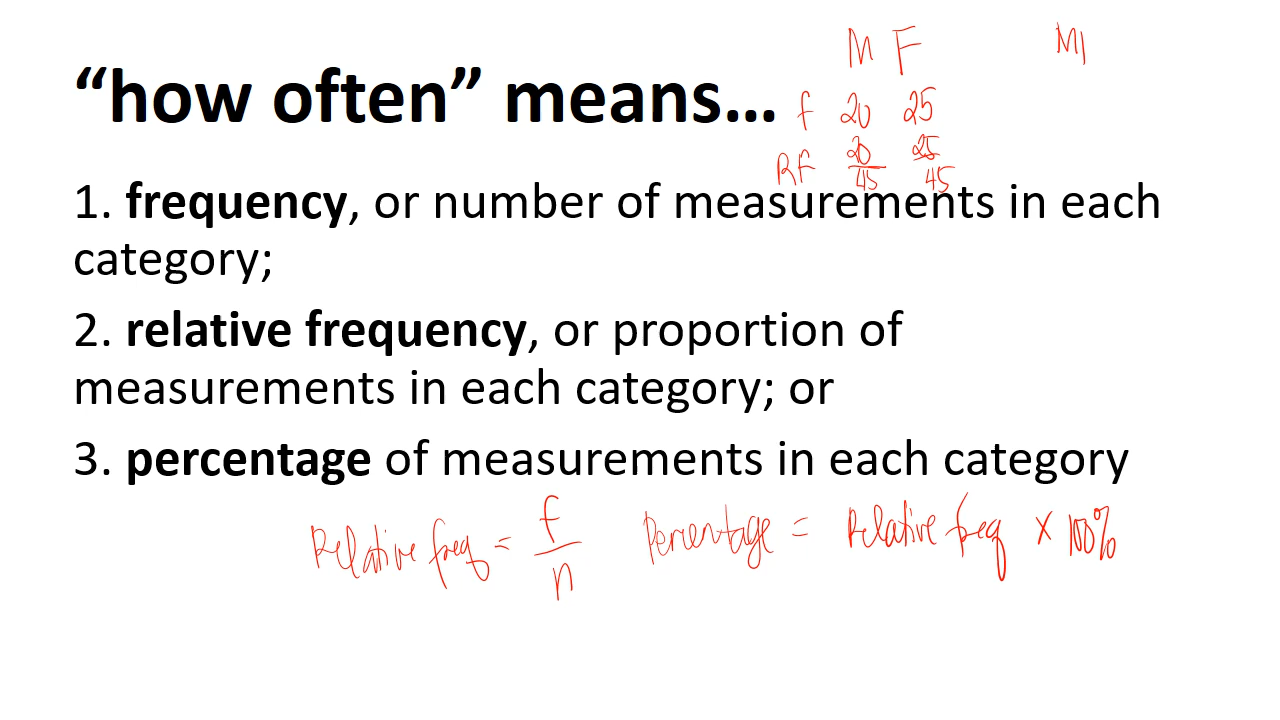 “how often” means...
M F
M
f 20 25
RF 20/45 25/45
1. frequency, or number of measurements in each
category;
2. relative frequency, or proportion of
measurements in each category; or
3. percentage of measurements in each category
Relative freq = f/n
Percentage = Relative freq x 100%